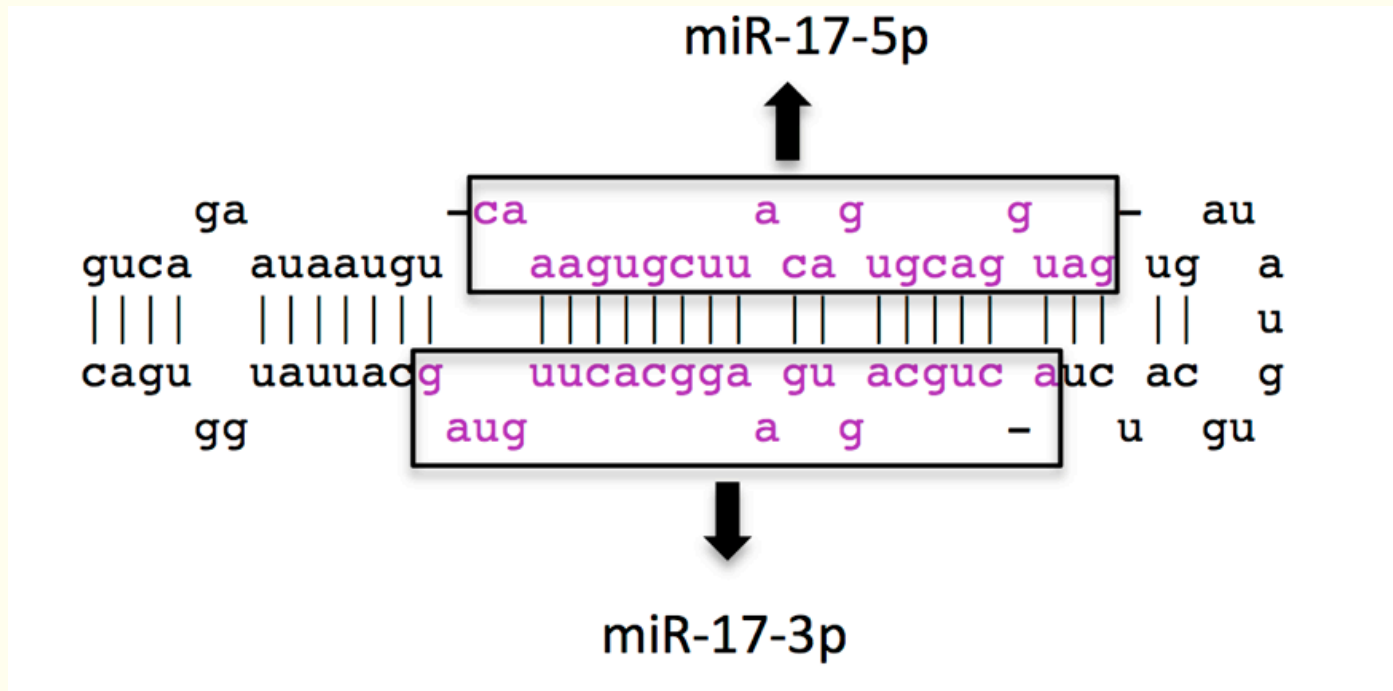 miR-17-5p
ga -ca a g g - au
guca auaaugu aagugcuu ca ugcag uag ug a
|||| ||||||| |||||||| || ||||| ||| || u
cagu uauuacg uucacgga gu acguc auc ac g
gg aug a g - u gu
miR-17-3p